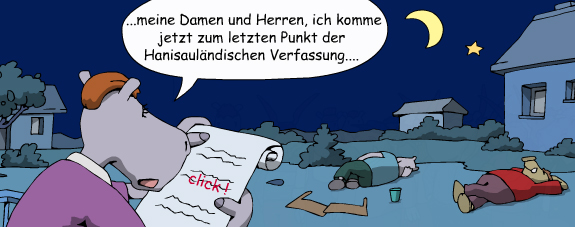 ...meine Damen und Herren, ich komme
jetzt zum letzten Punkt der
Hanisauländischen Verfassung....
click!